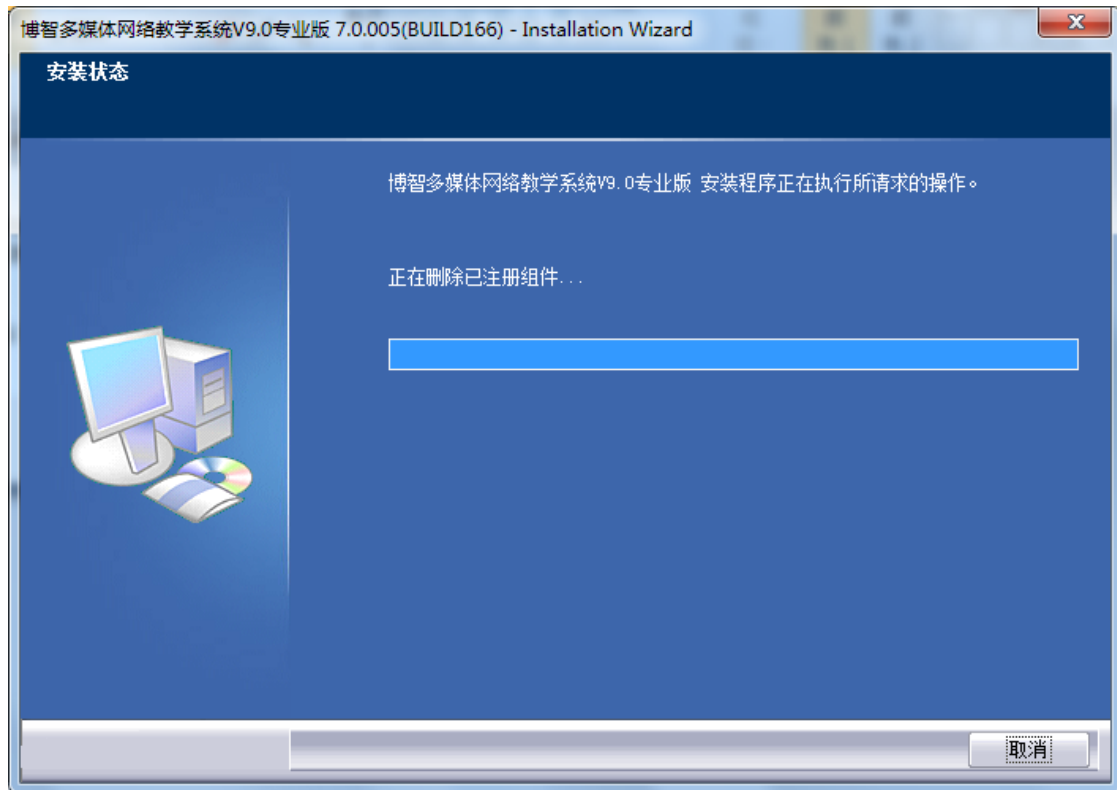 博智多媒体网络教学系统V9.0专业版 7.0.005(BUILD166) - Installation Wizard
安装状态
博智多媒体网络教学系统V9.0专业版 安装程序正在执行所请求的操作。
正在删除已注册组件...
取消